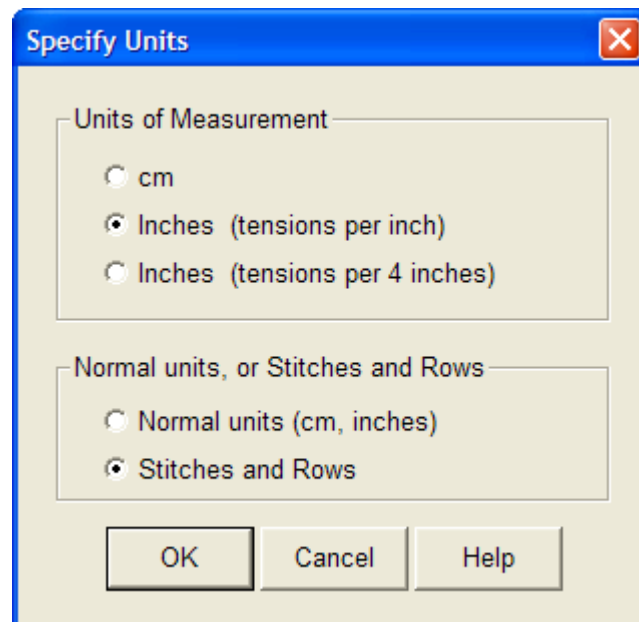 Specify Units
Units of Measurement
cm
Inches (tensions per inch)
Inches (tensions per 4 inches)
Normal units, or Stitches and Rows
Normal units (cm, inches)
Stitches and Rows
OK Cancel Help